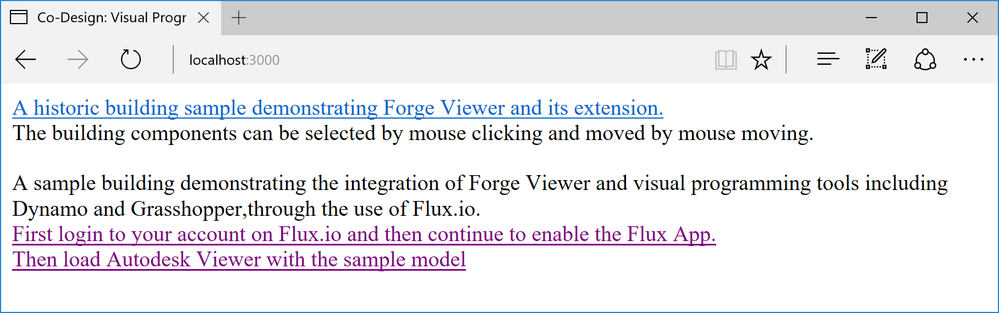 Co-Design: Visual Progr
localhost:3000
A historic building sample demonstrating Forge Viewer and its extension.
The building components can be selected by mouse clicking and moved by mouse moving.
A sample building demonstrating the integration of Forge Viewer and visual programming tools including
Dynamo and Grasshopper,through the use of Flux.io.
First login to your account on Flux.io and then continue to enable the Flux App.
Then load Autodesk Viewer with the sample model